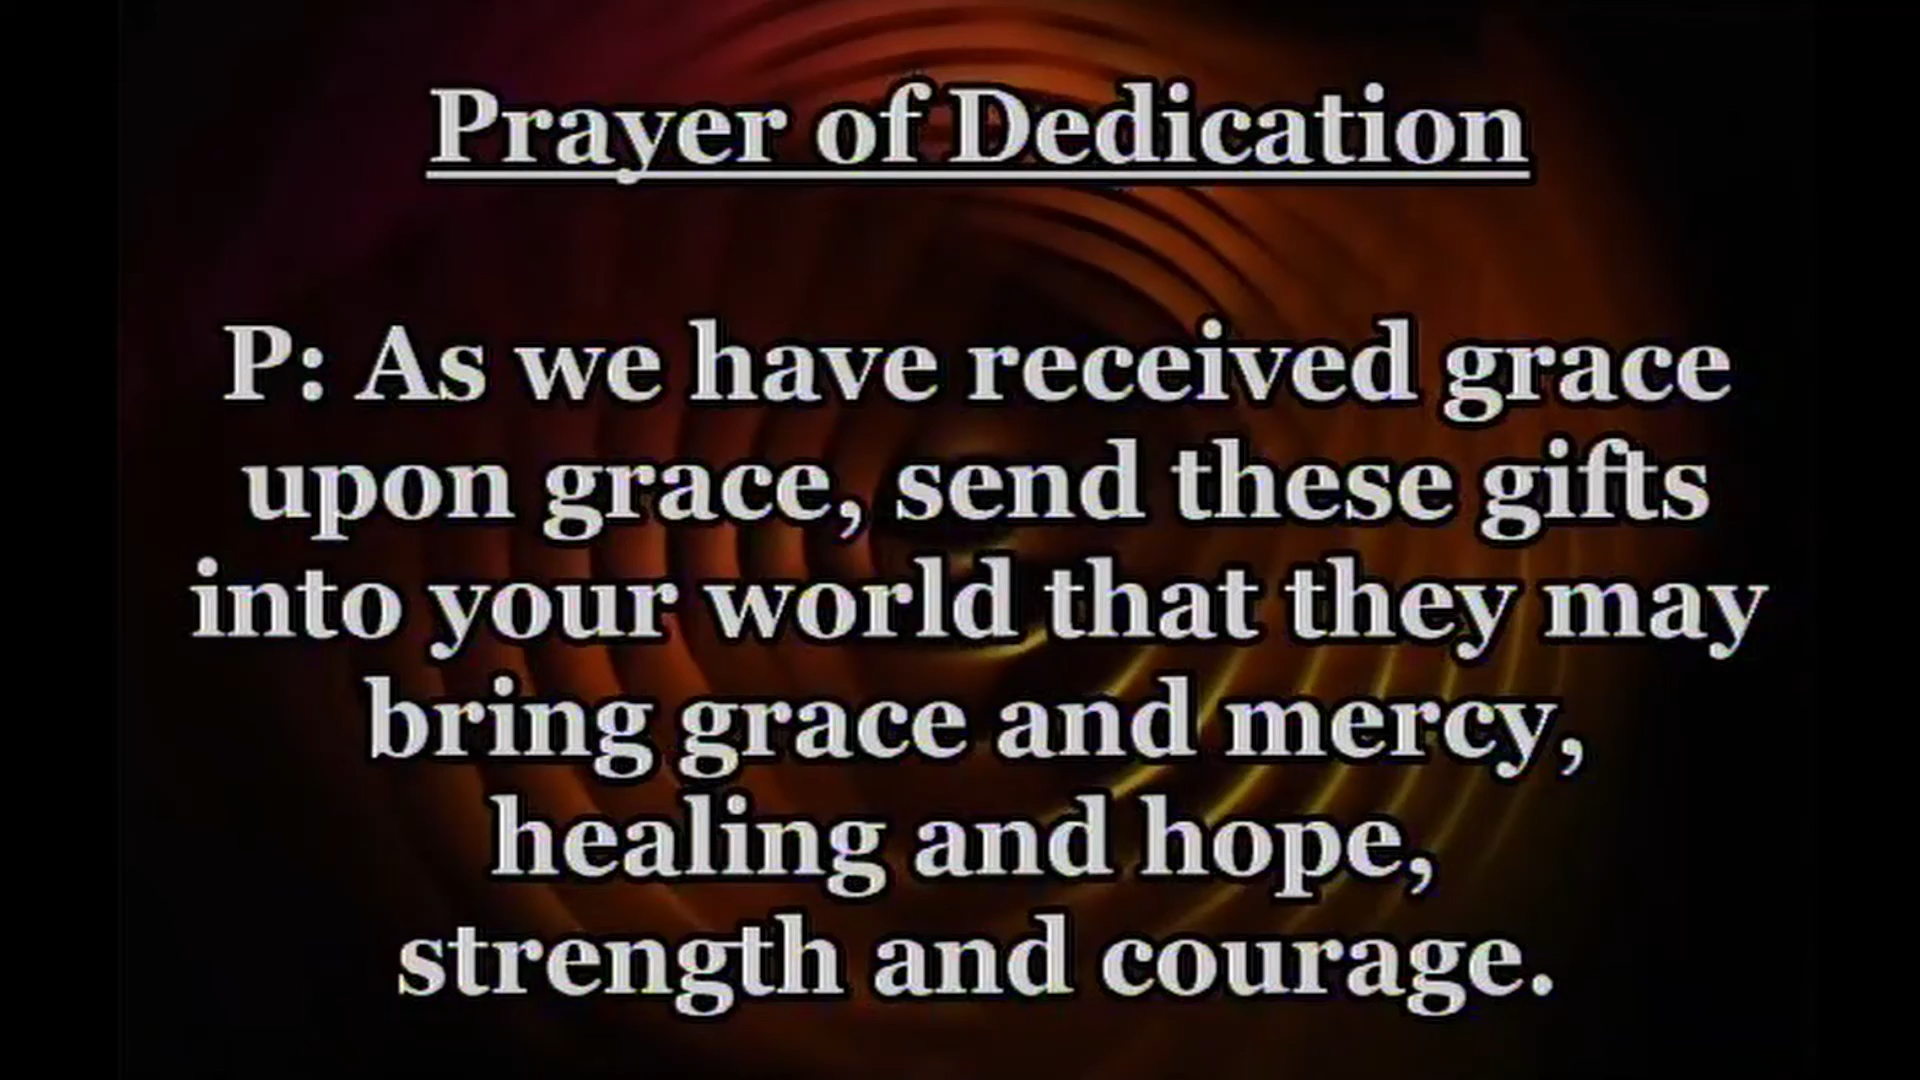 Prayer of Dedication
P: As we have received grace
upon grace, send these gifts
into your world that they may
bring grace and mercy,
healing and hope,
strength and courage.